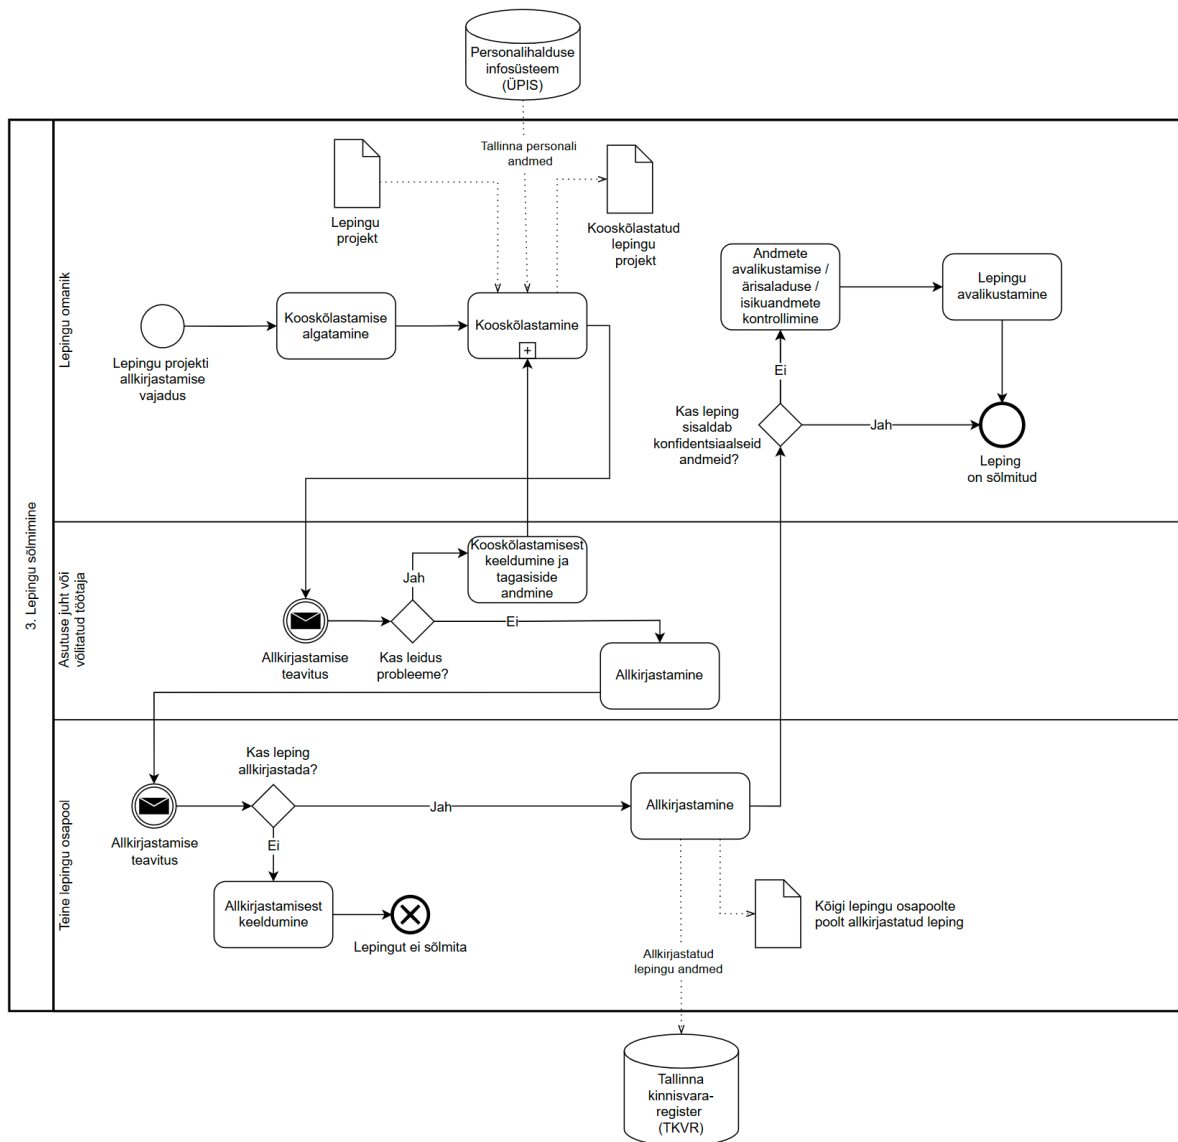 Personalihalduse
infosüsteem
(ÜPIS)
3. Lepingu sõlmimine
Lepingu omanik
Tallinna personali
andmed
Lepingu
projekt
Kooskõlastatud
lepingu
projekt
Lepingu projekti
allkirjastamise
vajadus
Kooskõlastamise
algatamine
Kooskõlastamine
Andmete
avalikustamise /
ärisaladuse /
isikuandmete
kontrollimine
Lepingu
avalikustamine
Ei
Kas leping
sisaldab
konfidentsiaalseid
andmeid?
Jah
Leping
on sõlmitud
Asutuse juht või
võlitatud töötaja
Kooskõlastamisest
keeldumine ja
tagasiside
andmine
Jah
Ei
Allkirjastamise
teavitus
Kas leidus
probleeme?
Allkirjastamine
Teine lepingu osapool
Kas leping
allkirjastada?
Jah
Allkirjastamine
Allkirjastamise
teavitus
Ei
Allkirjastamisest
keeldumine
Lepingut ei sõlmita
Kõigi lepingu osapoolte
poolt allkirjastatud leping
Allkirjastatud
lepingu andmed
Tallinna
kinnisvara-
register
(TKVR)